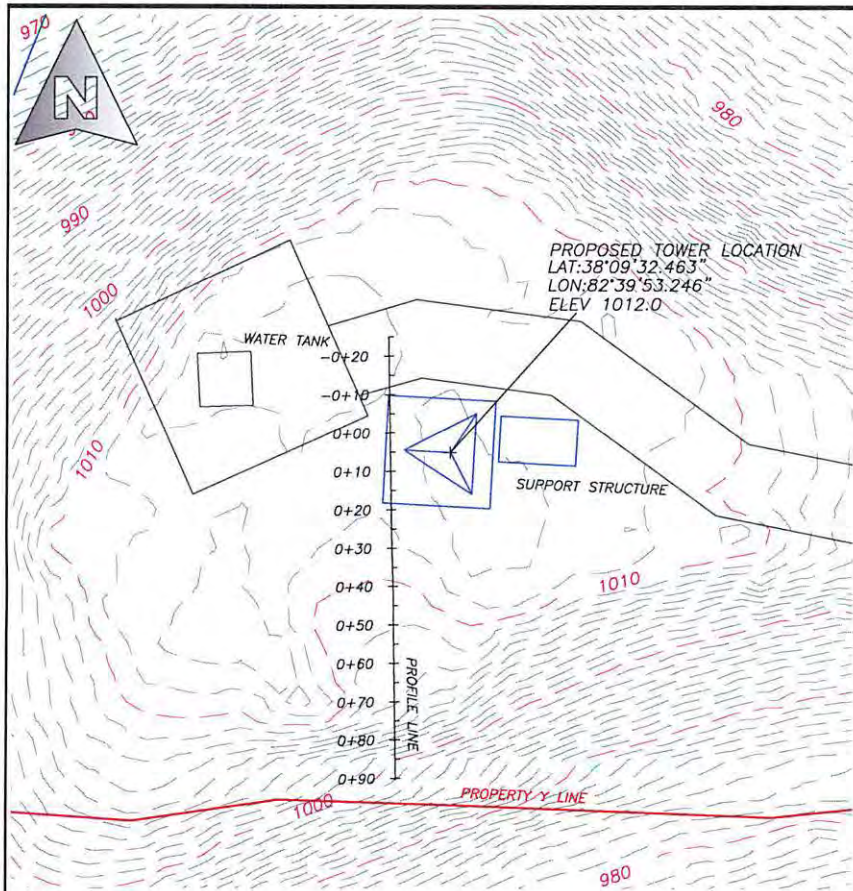 970
N
980
990
1000
PROPOSED TOWER LOCATION
LAT:38°09'32.463"
LON:82°39'53.246"
ELEV 1012.0
WATER TANK
-0+20
-0+10
0+00
0+10
0+20
0+30
0+40
0+50
0+60
0+70
0+80
0+90
1010
SUPPORT STRUCTURE
1010
PROFILE LINE
PROPERTY Y LINE
1000
980